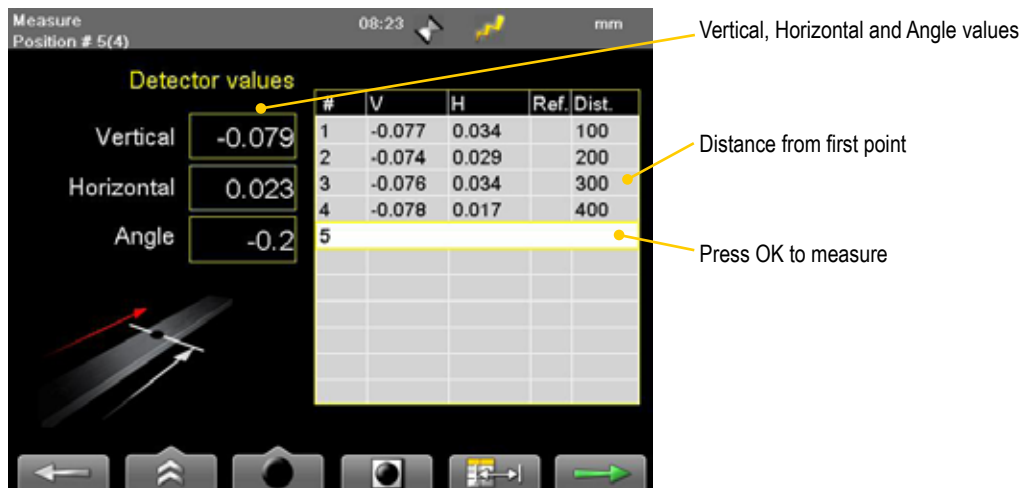 Measure 08:23 mm
Position # 5(4)
Detector values
Vertical -0.079
Horizontal 0.023
Angle -0.2
# V H Ref. Dist.
1 -0.077 0.034 100
2 -0.074 0.029 200
3 -0.076 0.034 300
4 -0.078 0.017 400
5
Vertical, Horizontal and Angle values
Distance from first point
Press OK to measure